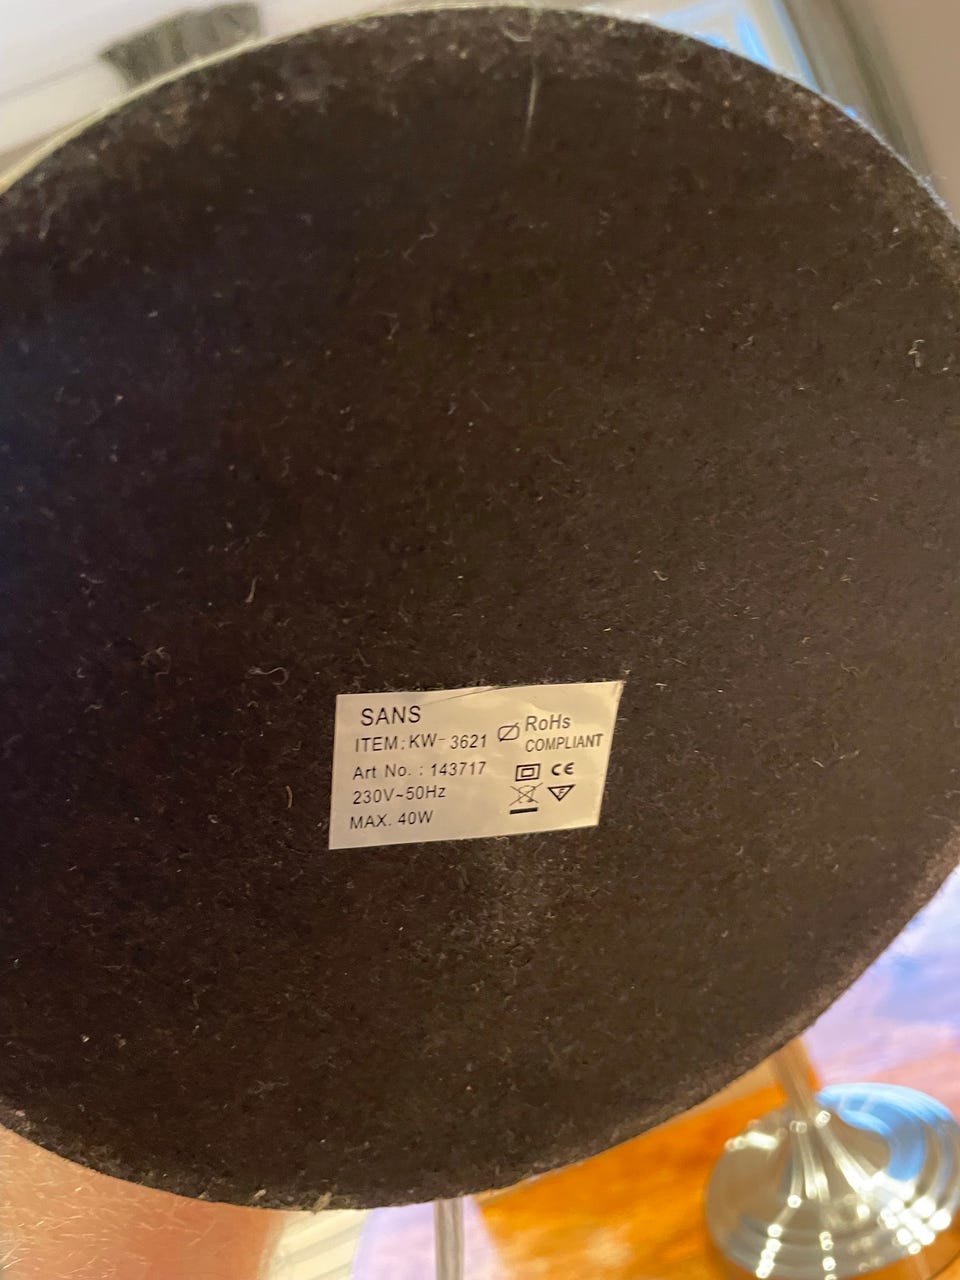 SANS
ITEM:KW-3621
Art No. : 143717
230V~50Hz
MAX. 40W
RoHs
COMPLIANT
CE
F